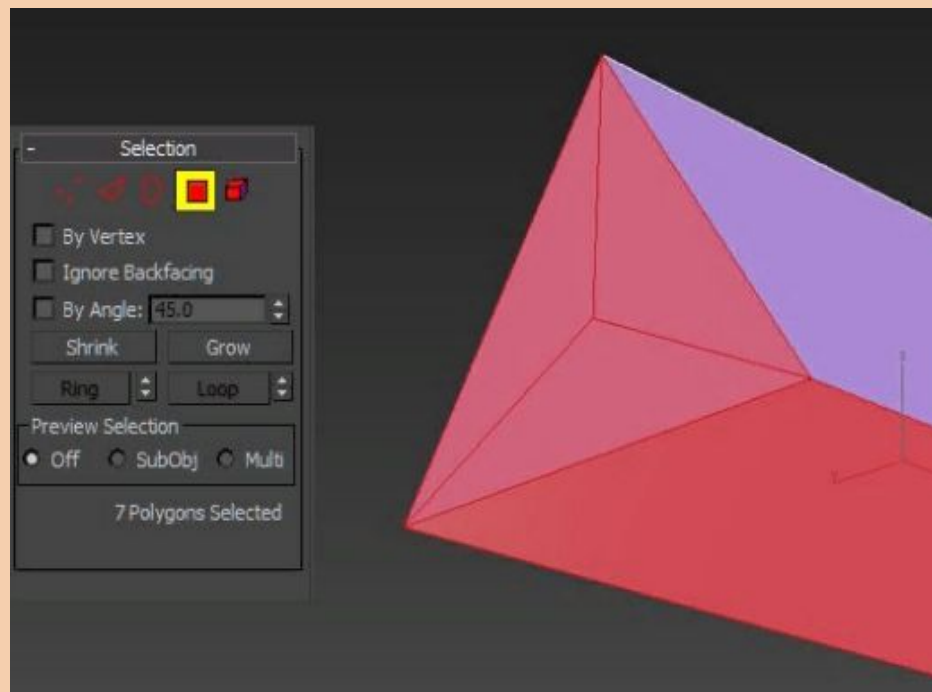 - Selection
By Vertex
Ignore Backfacing
By Angle: 45.0
Shrink Grow
Ring Loop
Preview Selection
Off SubObj Multi
7 Polygons Selected